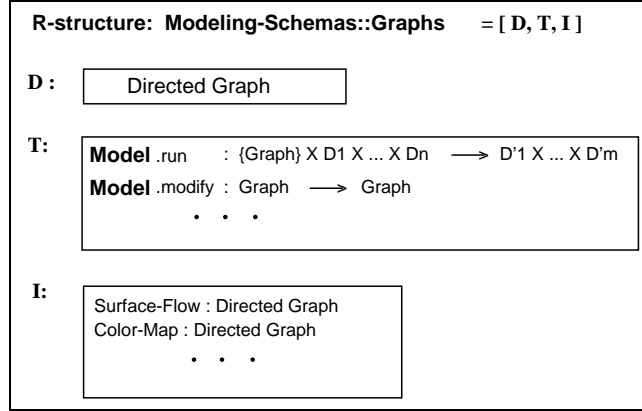 R-structure: Modeling-Schemas::Graphs = [ D, T, I ]
D :
Directed Graph
T:
Model .run : {Graph} X D1 X ... X Dn ⟶ D'1 X ... X D'm
Model .modify : Graph ⟶ Graph
• • •
I:
Surface-Flow : Directed Graph
Color-Map : Directed Graph
• • •